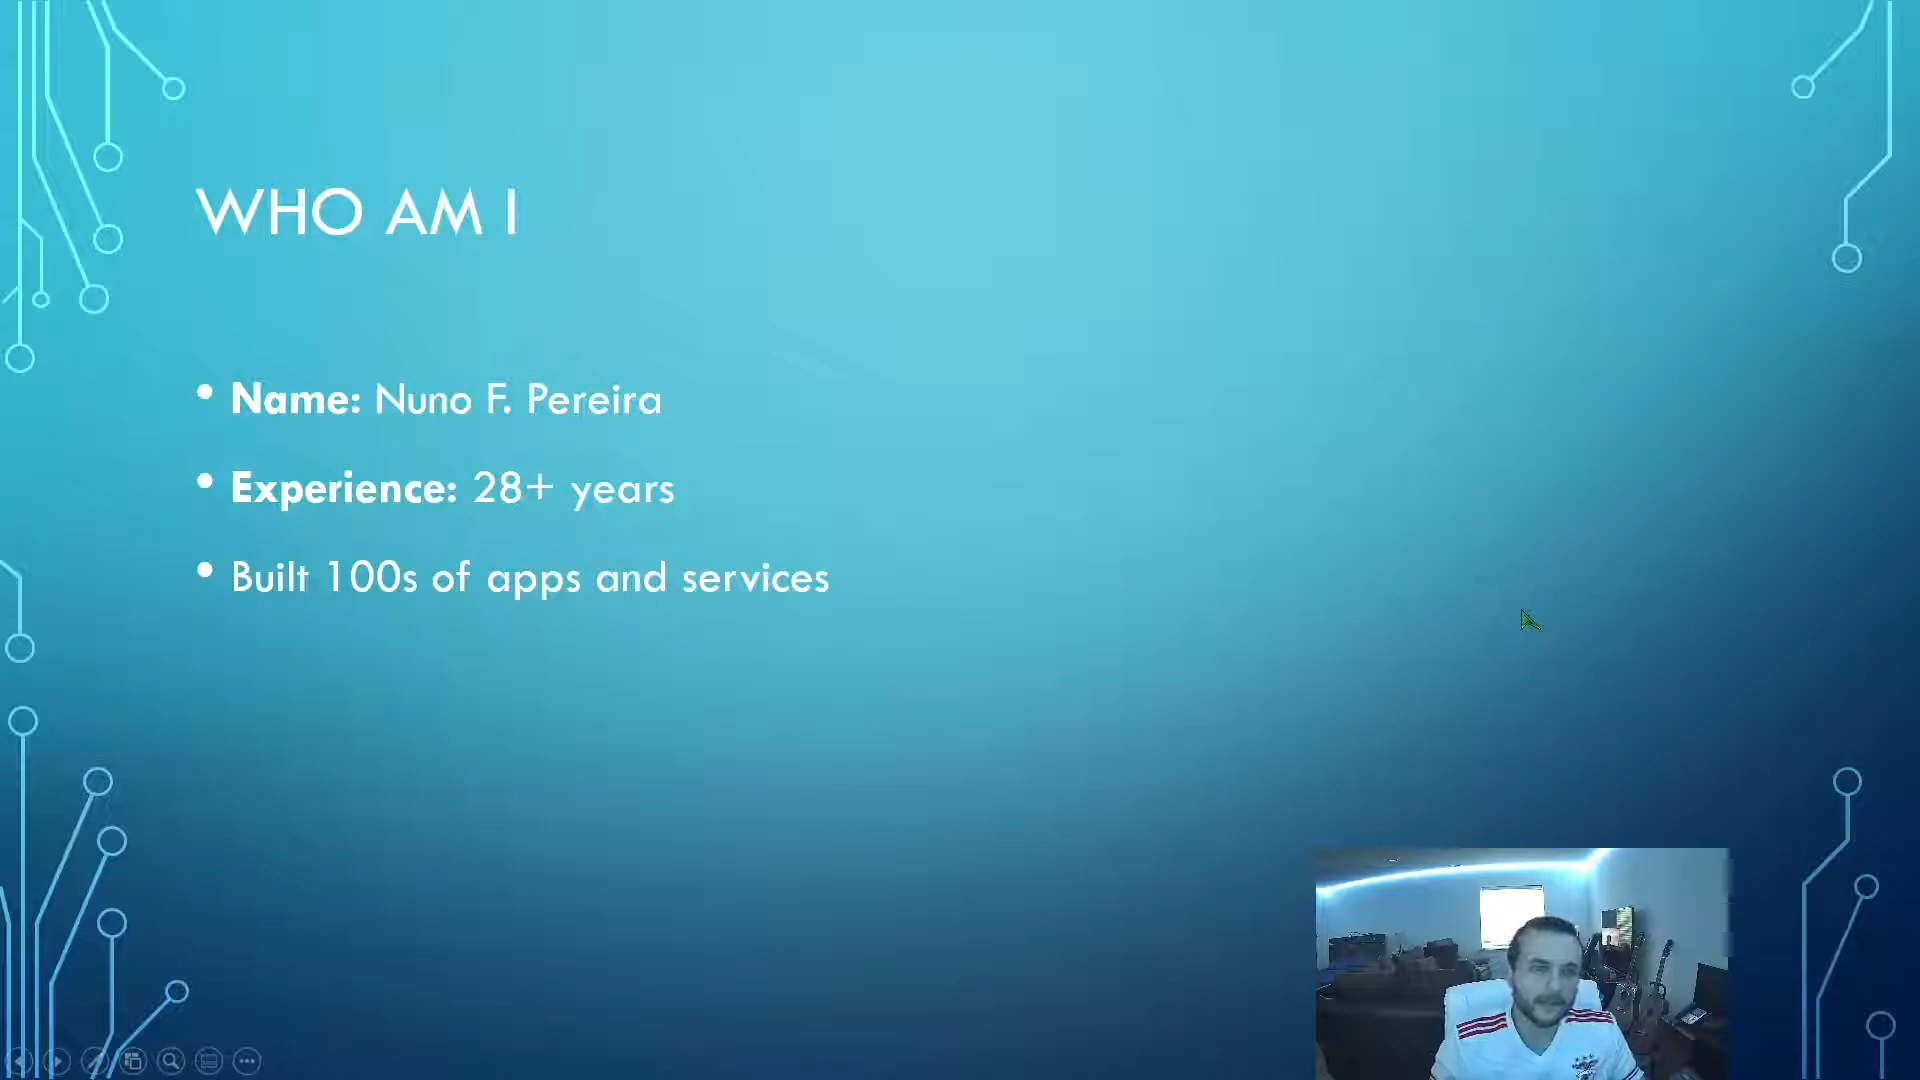 WHO AM I
• Name: Nuno F. Pereira
• Experience: 28+ years
• Built 100s of apps and services